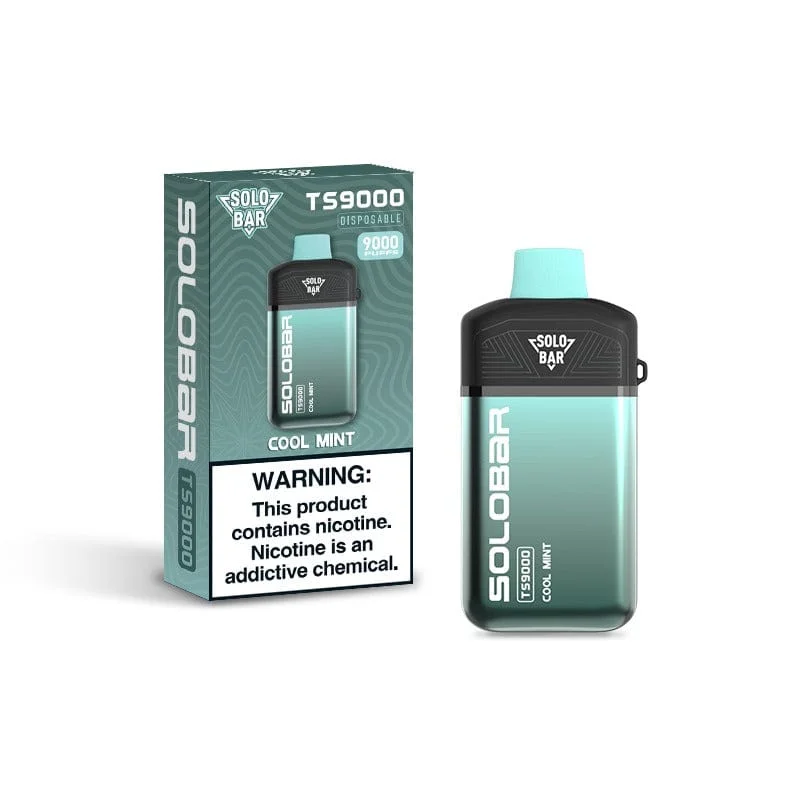 SOLOBAR
TS9000
SOLO
BAR
TS9000
DISPOSABLE
9000
PUFFS
SOLO
BAR
SOLOBAR
TS9000
COOL MINT
COOL MINT
WARNING:
This product
contains nicotine.
Nicotine is an
addictive chemical.
SOLO
BAR
SOLOBAR
TS9000
COOL MINT